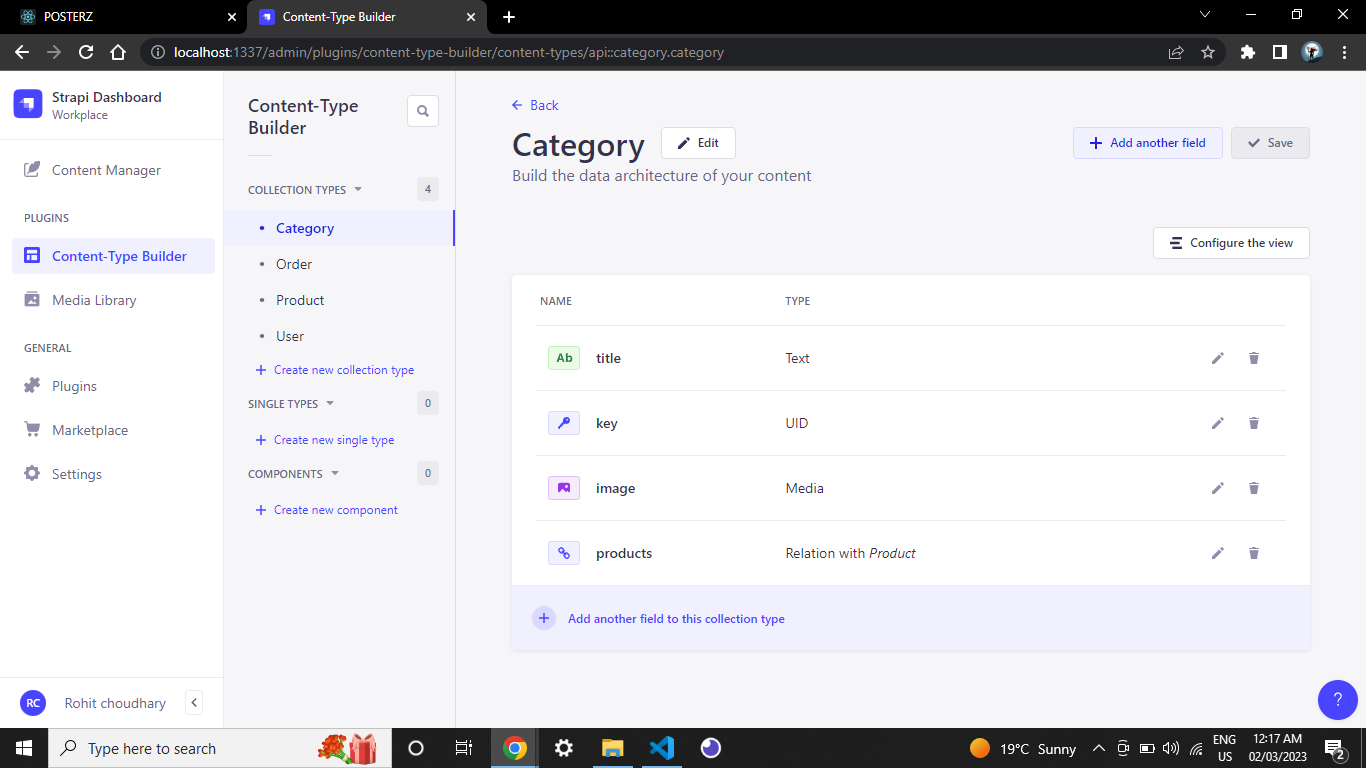 POSTERZ
Content-Type Builder
localhost:1337/admin/plugins/content-type-builder/content-types/api::category.category
Strapi Dashboard
Workplace
Content Manager
PLUGINS
Content-Type Builder
Media Library
GENERAL
Plugins
Marketplace
Settings
RC Rohit choudhary
Content-Type
Builder
COLLECTION TYPES 4
Category
Order
Product
User
Create new collection type
SINGLE TYPES 0
Create new single type
COMPONENTS 0
Create new component
Back
Category Edit
Add another field Save
Build the data architecture of your content
Configure the view
NAME TYPE
Ab title Text
key UID
image Media
products Relation with Product
Add another field to this collection type
?
Type here to search
19°C Sunny
ENG
US
12:17 AM
02/03/2023
2